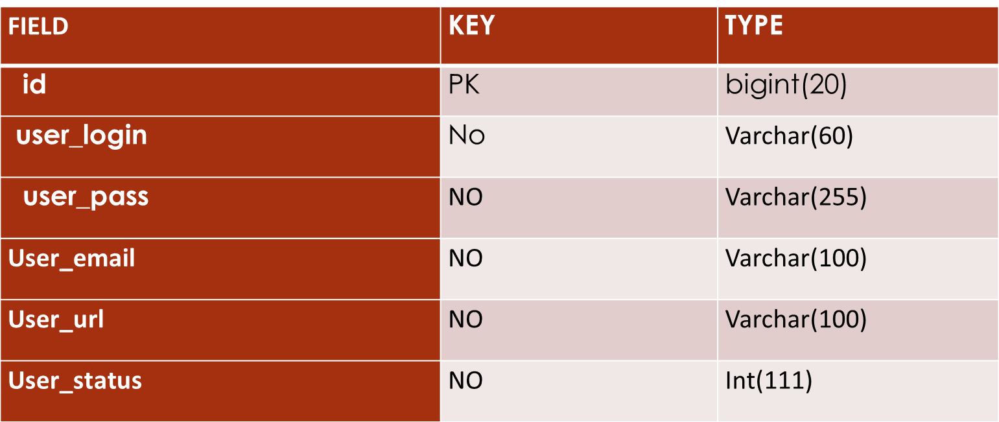 FIELD KEY TYPE
id PK bigint(20)
user_login No Varchar(60)
user_pass NO Varchar(255)
User_email NO Varchar(100)
User_url NO Varchar(100)
User_status NO Int(111)